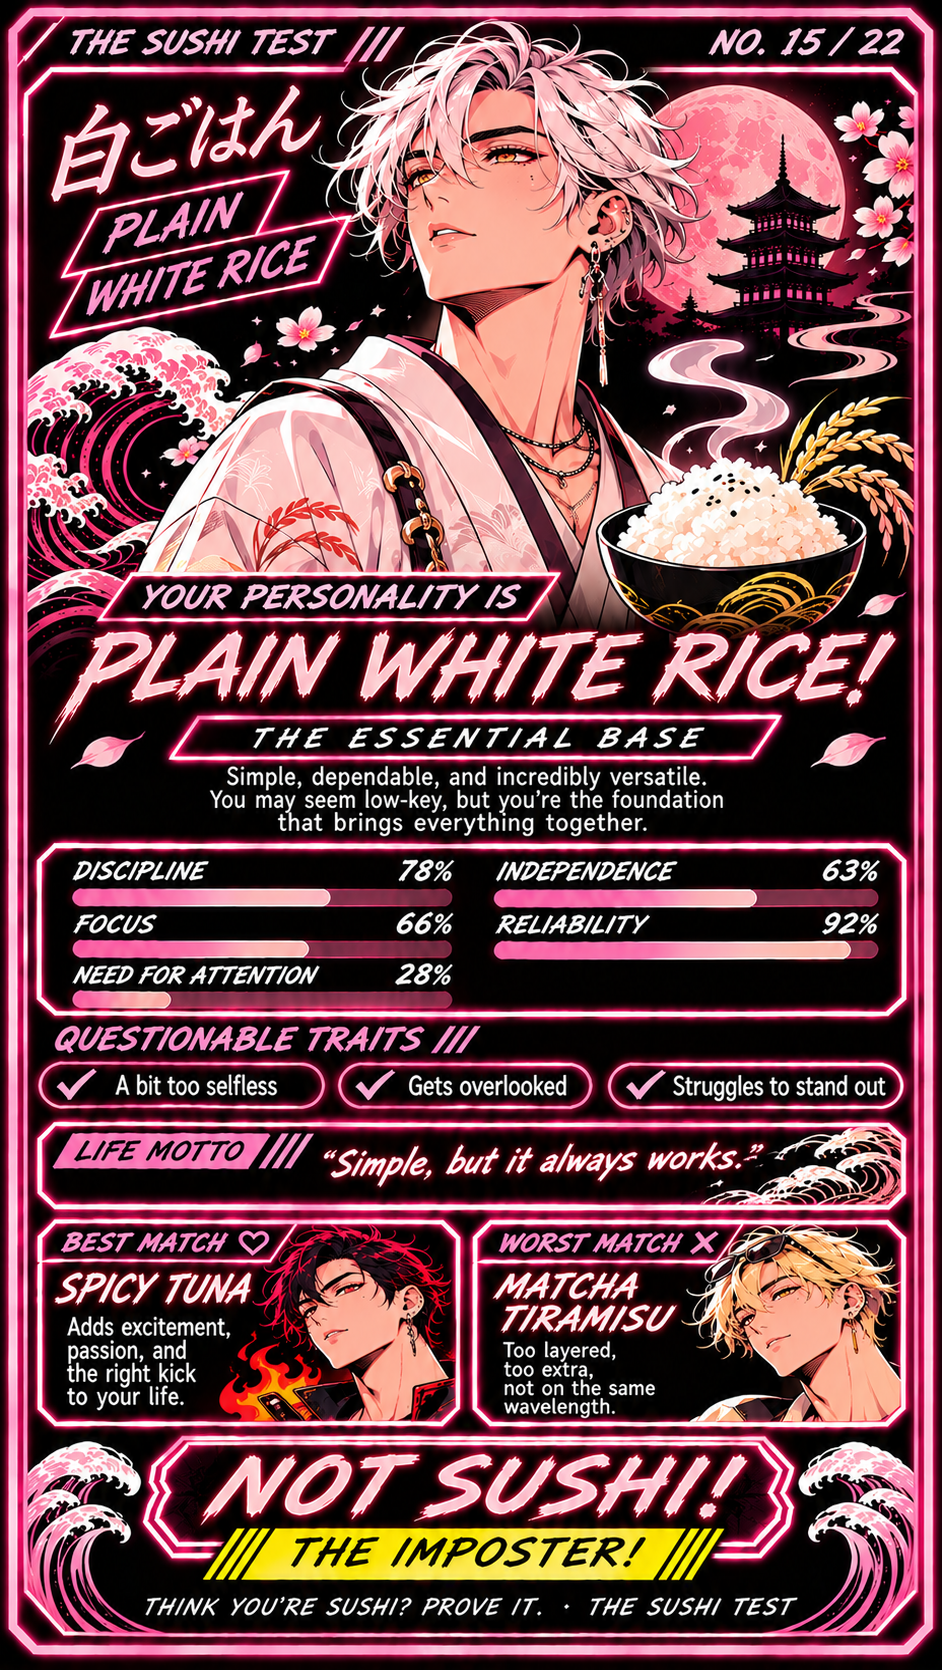 THE SUSHI TEST ///
NO. 15 / 22
白ごはん
PLAIN
WHITE RICE
YOUR PERSONALITY IS
PLAIN WHITE RICE!
THE ESSENTIAL BASE
Simple, dependable, and incredibly versatile.
You may seem low-key, but you're the foundation
that brings everything together.
DISCIPLINE 78%
INDEPENDENCE 63%
FOCUS 66%
RELIABILITY 92%
NEED FOR ATTENTION 28%
QUESTIONABLE TRAITS ///
A bit too selfless
Gets overlooked
Struggles to stand out
LIFE MOTTO ///
“Simple, but it always works.”
BEST MATCH
SPICY TUNA
Adds excitement,
passion, and
the right kick
to your life.
WORST MATCH
MATCHA
TIRAMISU
Too layered,
too extra,
not on the same
wavelength.
NOT SUSHI!
THE IMPOSTER!
THINK YOU'RE SUSHI? PROVE IT. · THE SUSHI TEST